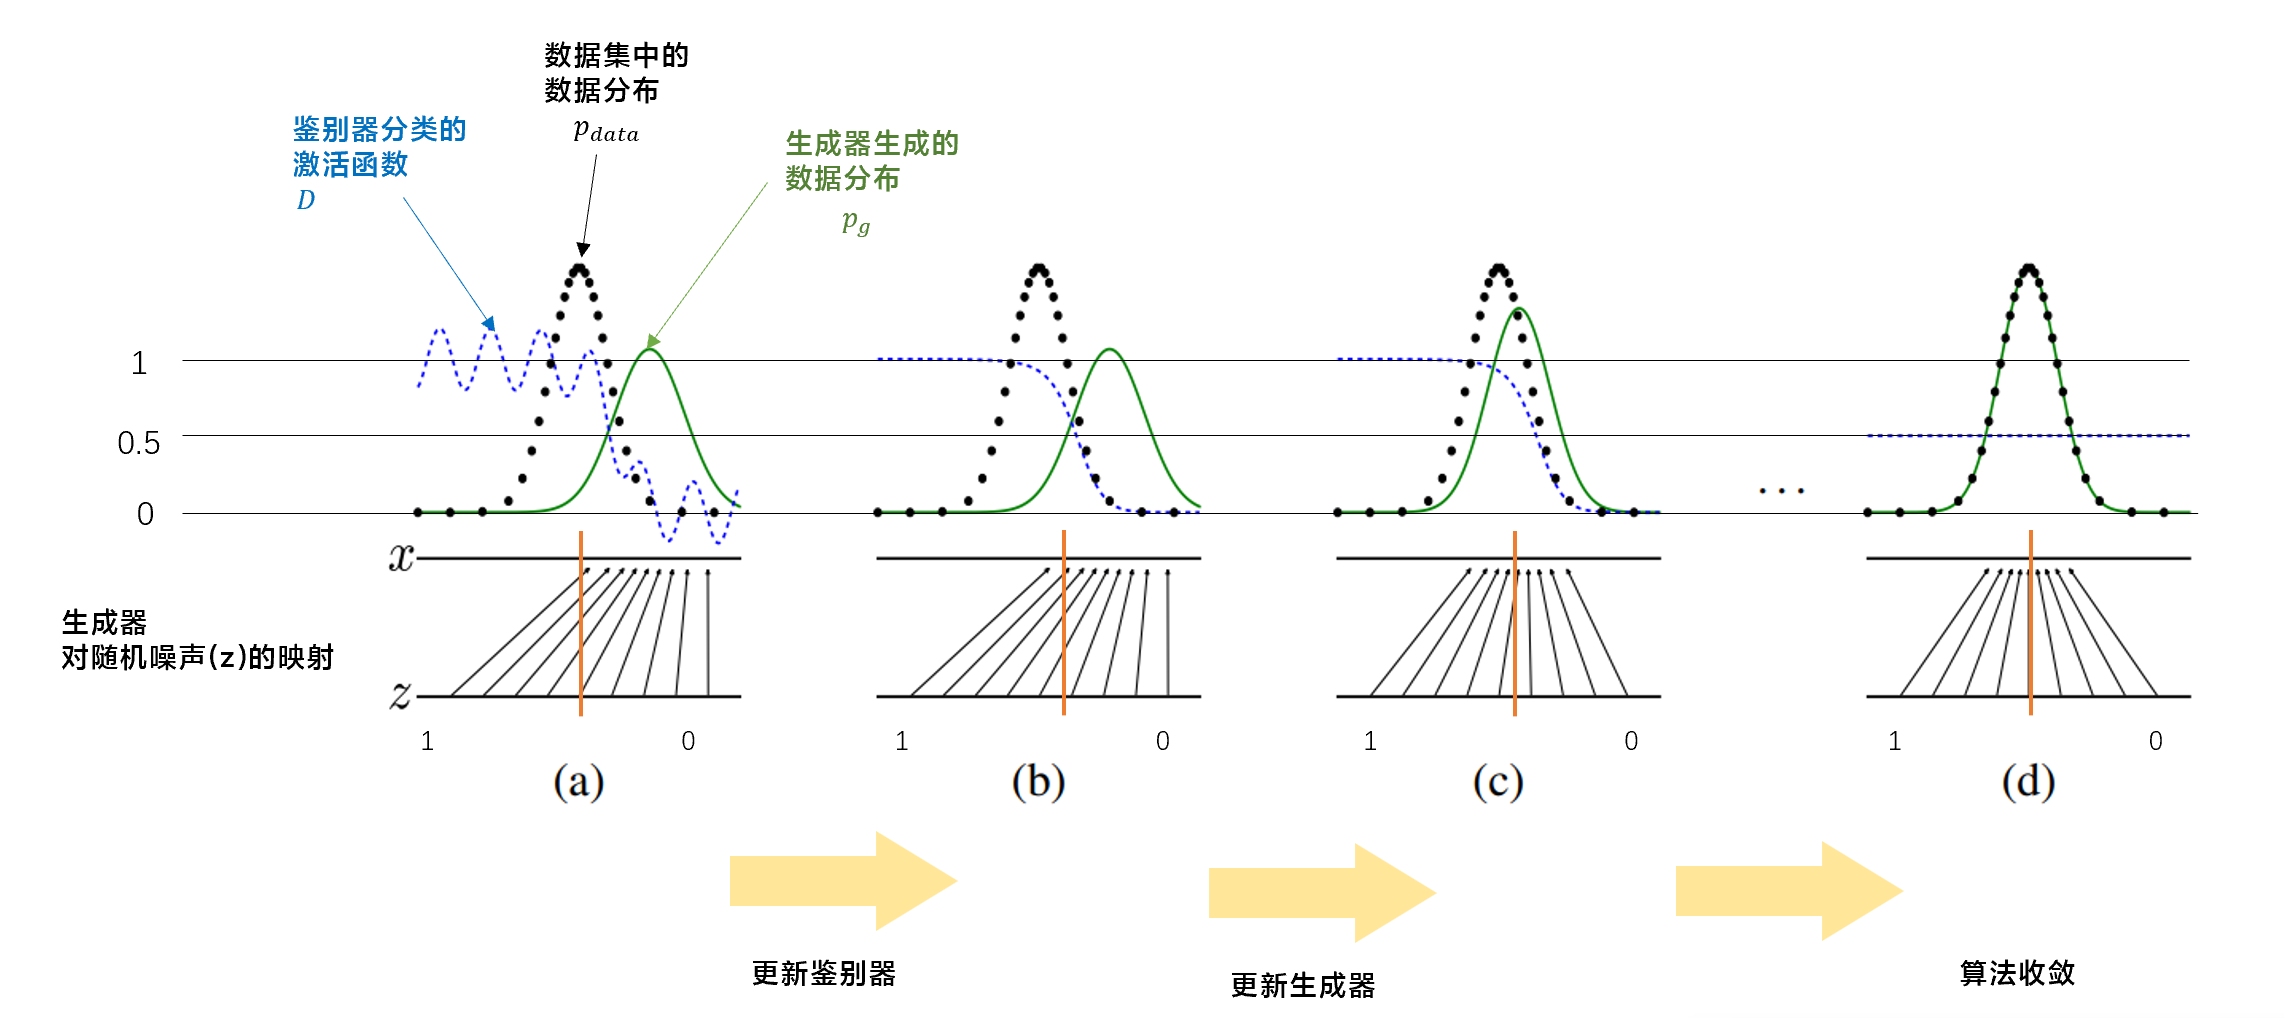 数据集中的
数据分布
p_data
鉴别器分类的
激活函数
D
生成器生成的
数据分布
p_g
1
0.5
0
...
x
生成器
对随机噪声(z)的映射
z
1 0 1 0 1 0 1 0
(a) (b) (c) (d)
更新鉴别器
更新生成器
算法收敛